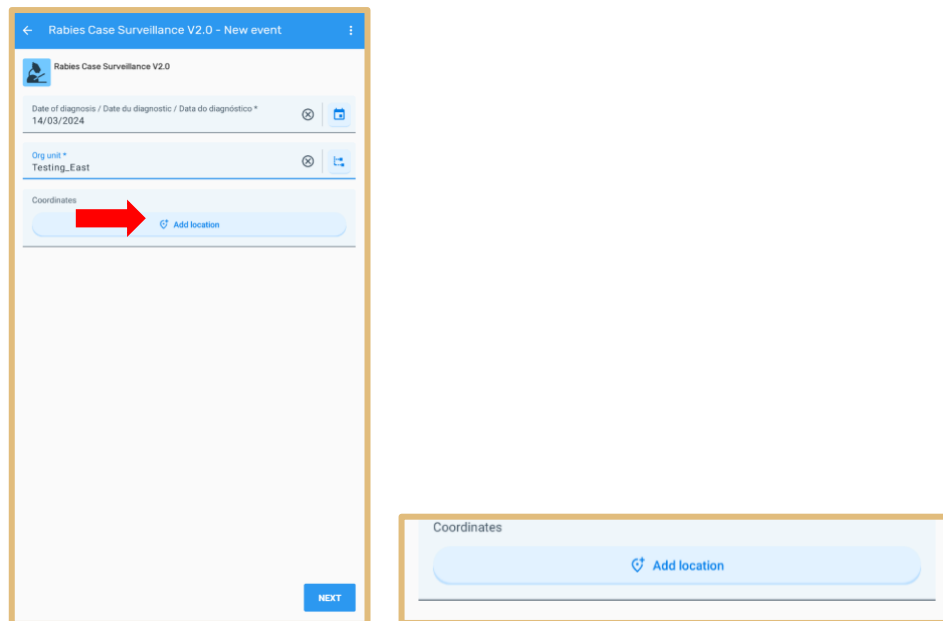 Rabies Case Surveillance V2.0 - New event
Rabies Case Surveillance V2.0
Date of diagnosis / Date du diagnostic / Data do diagnóstico *
14/03/2024
Org unit *
Testing_East
Coordinates
Add location
NEXT
Coordinates
Add location